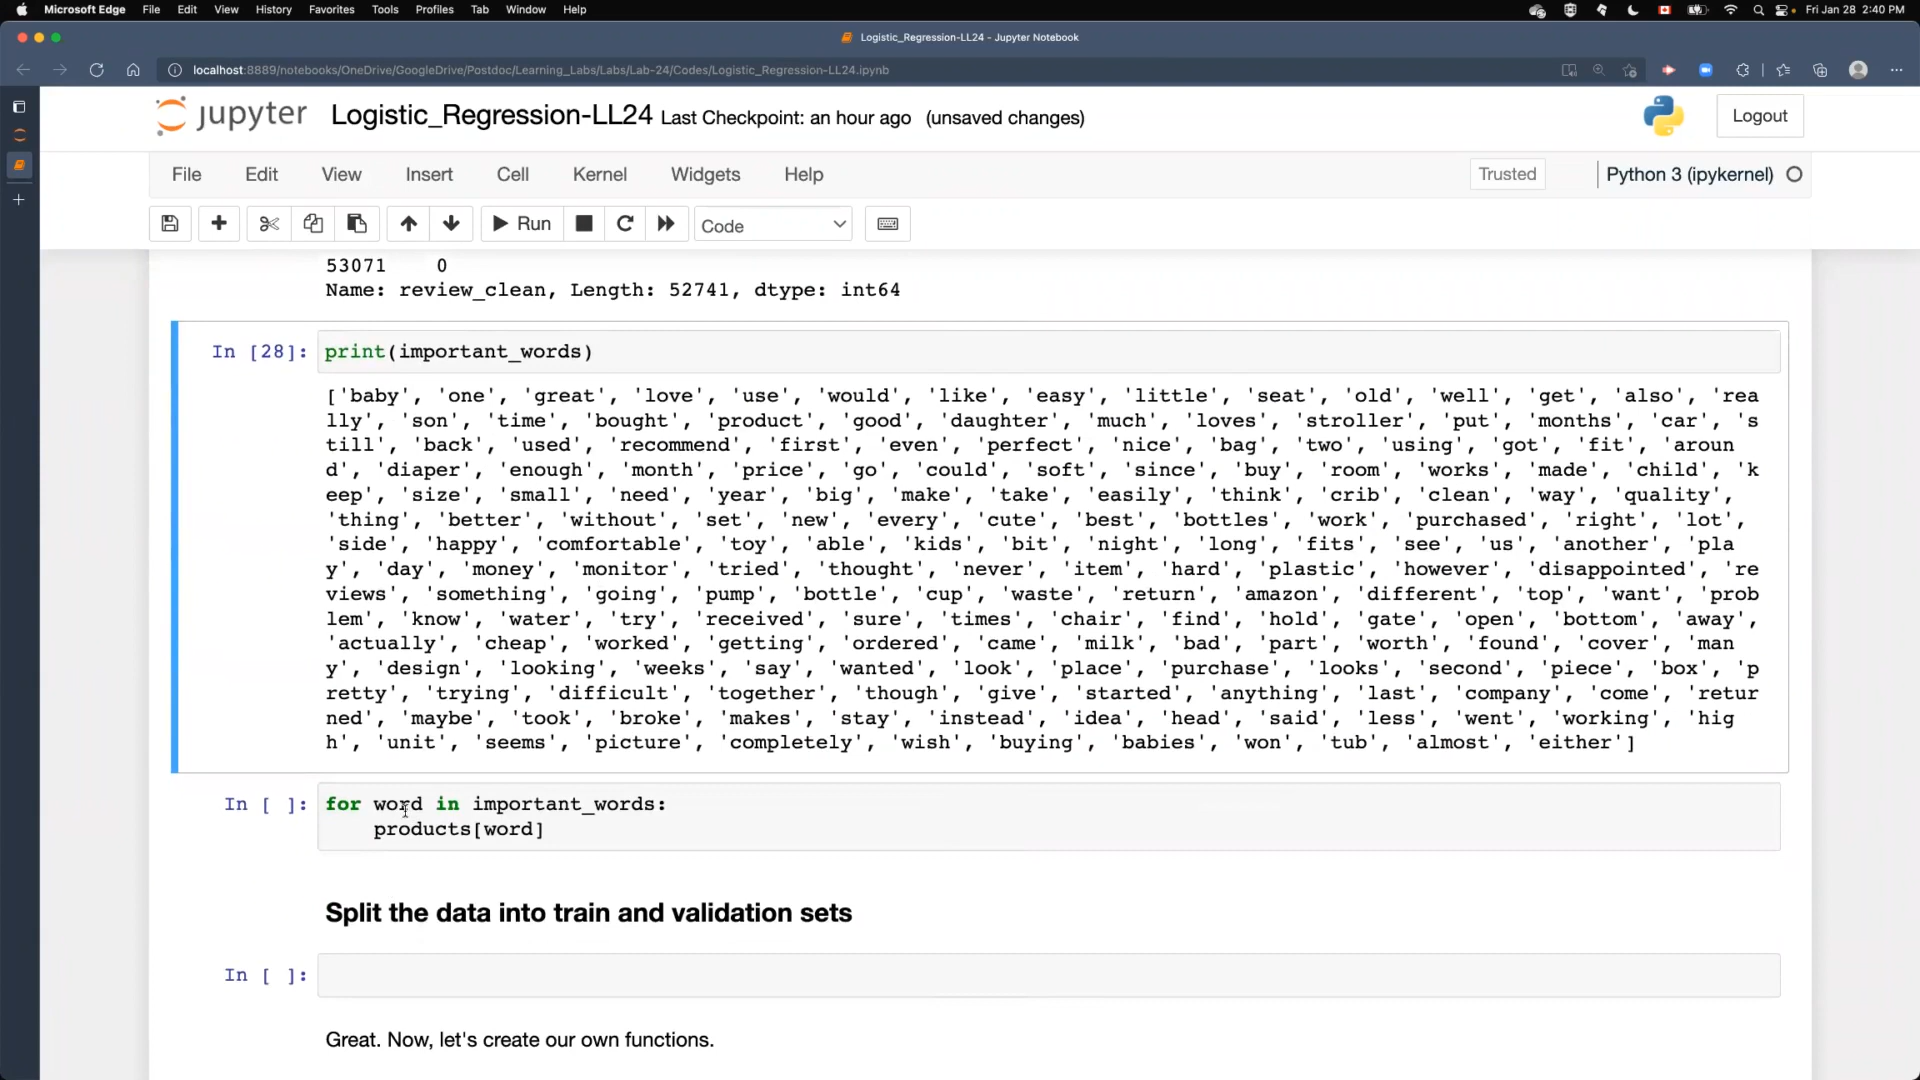 Microsoft Edge File Edit View History Favorites Tools Profiles Tab Window Help Fri Jan 28 2:40 PM
Logistic_Regression-LL24 - Jupyter Notebook
localhost:8889/notebooks/OneDrive/GoogleDrive/Postdoc/Learning_Labs/Labs/Lab-24/Codes/Logistic_Regression-LL24.ipynb
jupyter Logistic_Regression-LL24 Last Checkpoint: an hour ago (unsaved changes) Logout
File Edit View Insert Cell Kernel Widgets Help Trusted Python 3 (ipykernel)
Run Code
53071 0
Name: review_clean, Length: 52741, dtype: int64
In [28]: print(important_words)
['baby', 'one', 'great', 'love', 'use', 'would', 'like', 'easy', 'little', 'seat', 'old', 'well', 'get', 'also', 'rea
lly', 'son', 'time', 'bought', 'product', 'good', 'daughter', 'much', 'loves', 'stroller', 'put', 'months', 'car', 's
till', 'back', 'used', 'recommend', 'first', 'even', 'perfect', 'nice', 'bag', 'two', 'using', 'got', 'fit', 'aroun
d', 'diaper', 'enough', 'month', 'price', 'go', 'could', 'soft', 'since', 'buy', 'room', 'works', 'made', 'child', 'k
eep', 'size', 'small', 'need', 'year', 'big', 'make', 'take', 'easily', 'think', 'crib', 'clean', 'way', 'quality',
'thing', 'better', 'without', 'set', 'new', 'every', 'cute', 'best', 'bottles', 'work', 'purchased', 'right', 'lot',
'side', 'happy', 'comfortable', 'toy', 'able', 'kids', 'bit', 'night', 'long', 'fits', 'see', 'us', 'another', 'pla
y', 'day', 'money', 'monitor', 'tried', 'thought', 'never', 'item', 'hard', 'plastic', 'however', 'disappointed', 're
views', 'something', 'going', 'pump', 'bottle', 'cup', 'waste', 'return', 'amazon', 'different', 'top', 'want', 'prob
lem', 'know', 'water', 'try', 'received', 'sure', 'times', 'chair', 'find', 'hold', 'gate', 'open', 'bottom', 'away',
'actually', 'cheap', 'worked', 'getting', 'ordered', 'came', 'milk', 'bad', 'part', 'worth', 'found', 'cover', 'man
y', 'design', 'looking', 'weeks', 'say', 'wanted', 'look', 'place', 'purchase', 'looks', 'second', 'piece', 'box', 'p
retty', 'trying', 'difficult', 'together', 'though', 'give', 'started', 'anything', 'last', 'company', 'come', 'retur
ned', 'maybe', 'took', 'broke', 'makes', 'stay', 'instead', 'idea', 'head', 'said', 'less', 'went', 'working', 'hig
h', 'unit', 'seems', 'picture', 'completely', 'wish', 'buying', 'babies', 'won', 'tub', 'almost', 'either']
In [ ]: for word in important_words:
products[word]
Split the data into train and validation sets
In [ ]:
Great. Now, let's create our own functions.